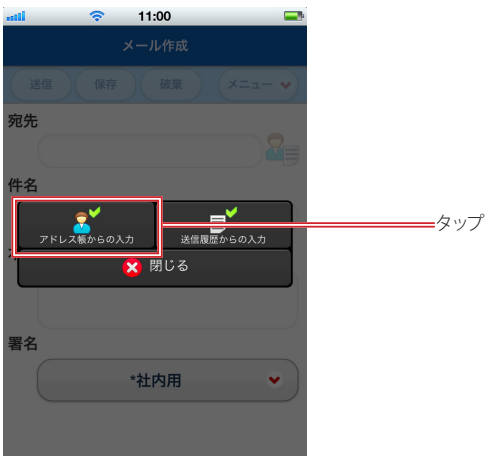 11:00
メール作成
送信 保存 破棄 メニュー
宛先
件名
アドレス帳からの入力 送信履歴からの入力
タップ
閉じる
署名
*社内用